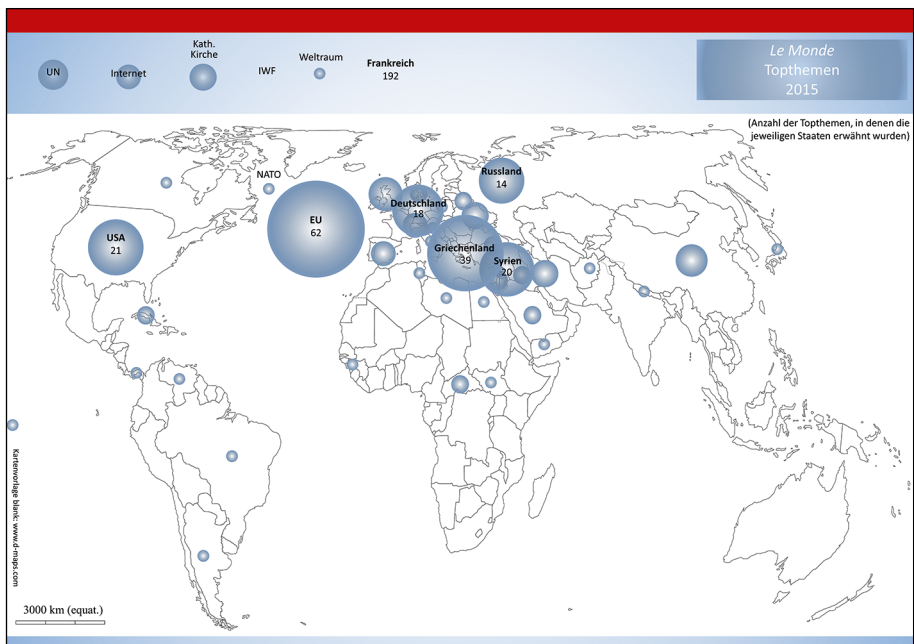 UN
Internet
Kath.
Kirche
IWF
Weltraum
Frankreich
192
Le Monde
Topthemen
2015
(Anzahl der Topthemen, in denen die
jeweiligen Staaten erwähnt wurden)
NATO
Russland
14
Deutschland
18
EU
62
USA
21
Griechenland
39
Syrien
20
Kartenvorlage blank: www.d-maps.com
3000 km (equat.)